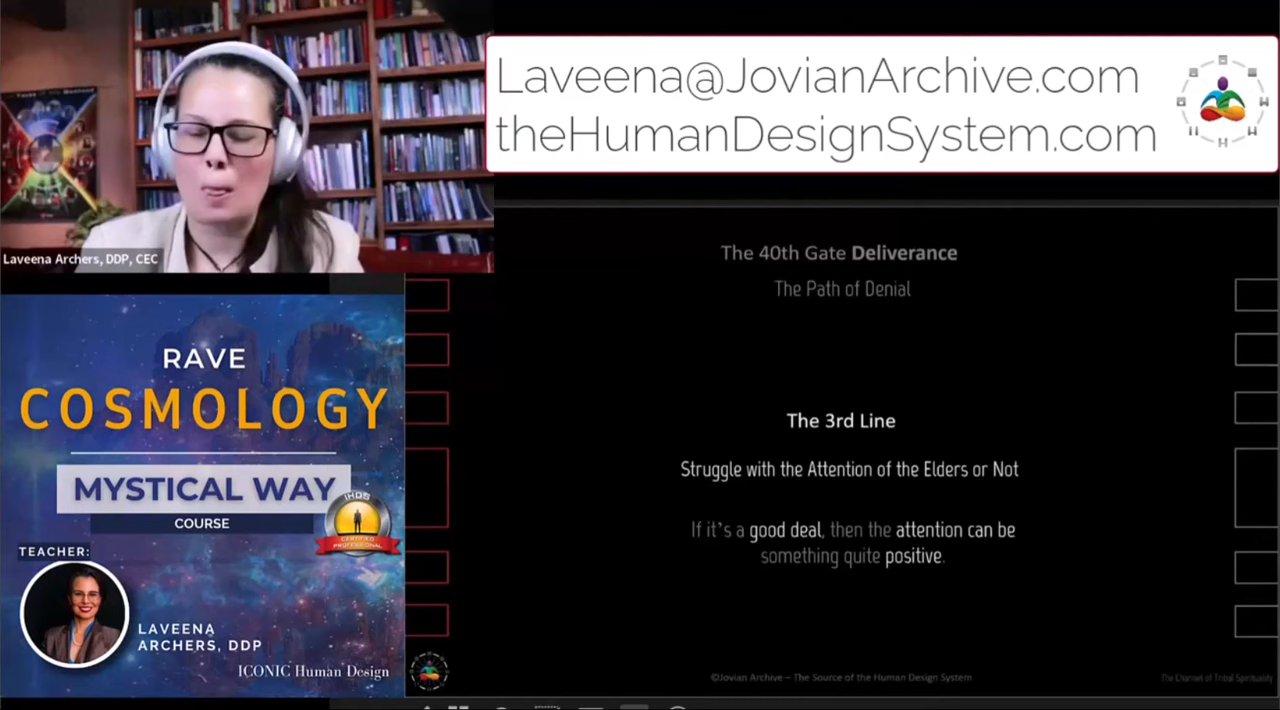 Laveena@JovianArchive.com
theHumanDesignSystem.com
Laveena Archers, DDP, CEC
The 40th Gate Deliverance
The Path of Denial
The 3rd Line
Struggle with the Attention of the Elders or Not
If it's a good deal, then the attention can be
something quite positive.
©Jovian Archive – The Source of the Human Design System
The Channel of Tribal Spirituality
RAVE
COSMOLOGY
MYSTICAL WAY
COURSE
IHDS
CERTIFIED
PROFESSIONAL
TEACHER:
LAVEENA
ARCHERS, DDP
ICONIC Human Design